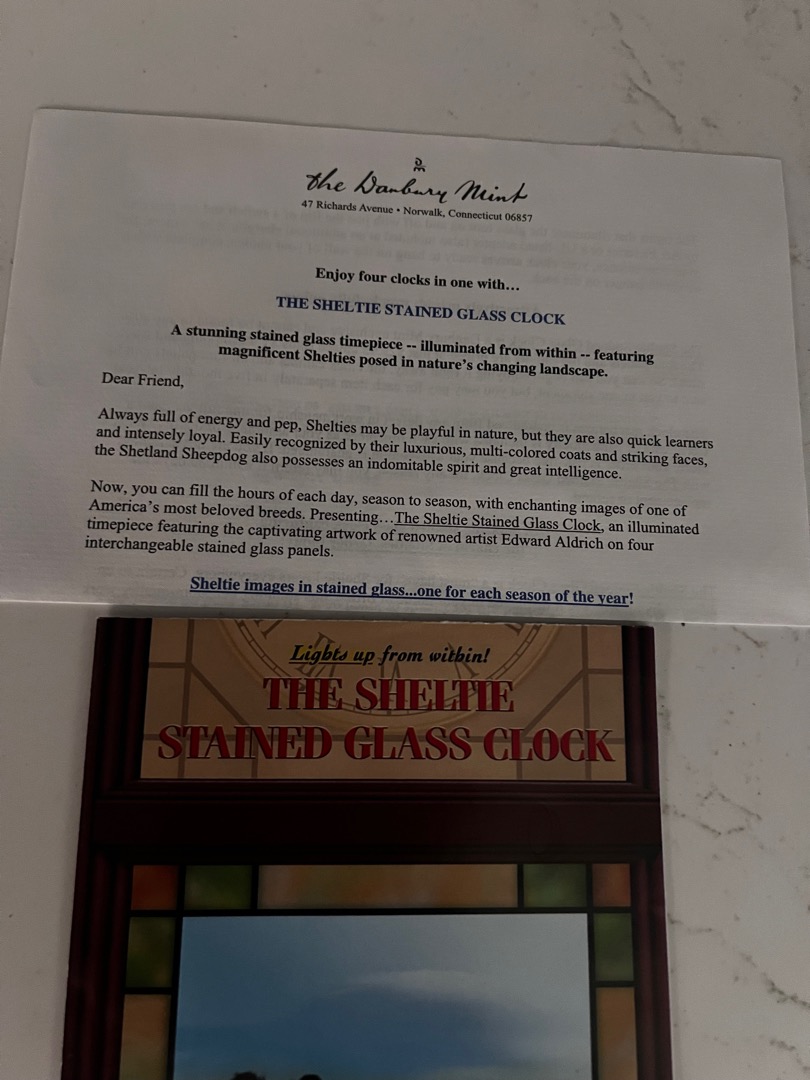 the Danbury Mint
47 Richards Avenue • Norwalk, Connecticut 06857
Enjoy four clocks in one with...
THE SHELTIE STAINED GLASS CLOCK
A stunning stained glass timepiece -- illuminated from within -- featuring
magnificent Shelties posed in nature's changing landscape.
Dear Friend,
Always full of energy and pep, Shelties may be playful in nature, but they are also quick learners
and intensely loyal. Easily recognized by their luxurious, multi-colored coats and striking faces,
the Shetland Sheepdog also possesses an indomitable spirit and great intelligence.
Now, you can fill the hours of each day, season to season, with enchanting images of one of
America's most beloved breeds. Presenting...The Sheltie Stained Glass Clock, an illuminated
timepiece featuring the captivating artwork of renowned artist Edward Aldrich on four
interchangeable stained glass panels.
Sheltie images in stained glass...one for each season of the year!
Lights up from within!
THE SHELTIE
STAINED GLASS CLOCK